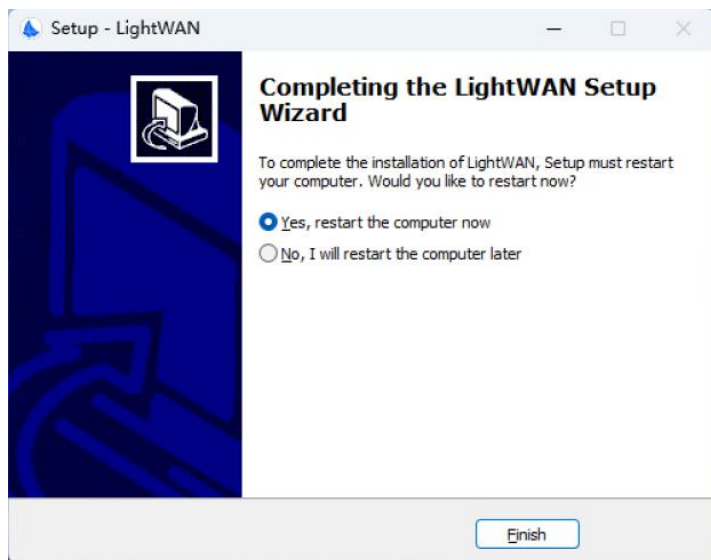 Setup - LightWAN
Completing the LightWAN Setup
Wizard
To complete the installation of LightWAN, Setup must restart
your computer. Would you like to restart now?
Yes, restart the computer now
No, I will restart the computer later
Finish